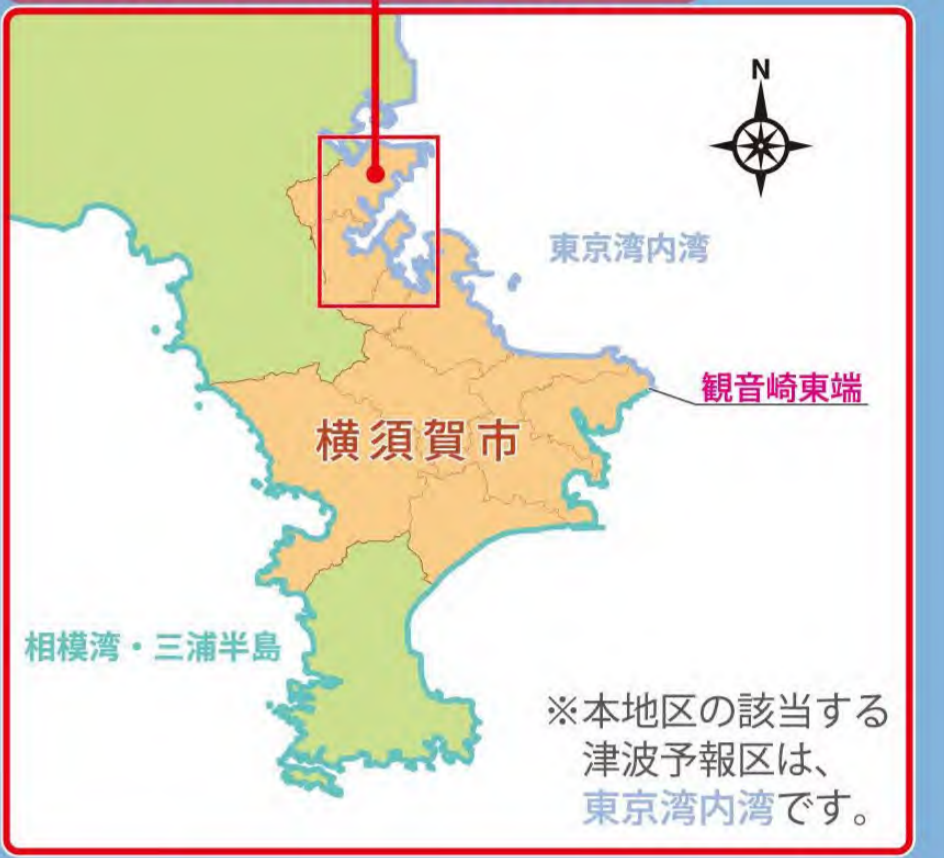 N
東京湾内湾
観音崎東端
横須賀市
相模湾・三浦半島
※本地区の該当する
津波予報区は、
東京湾内湾です。